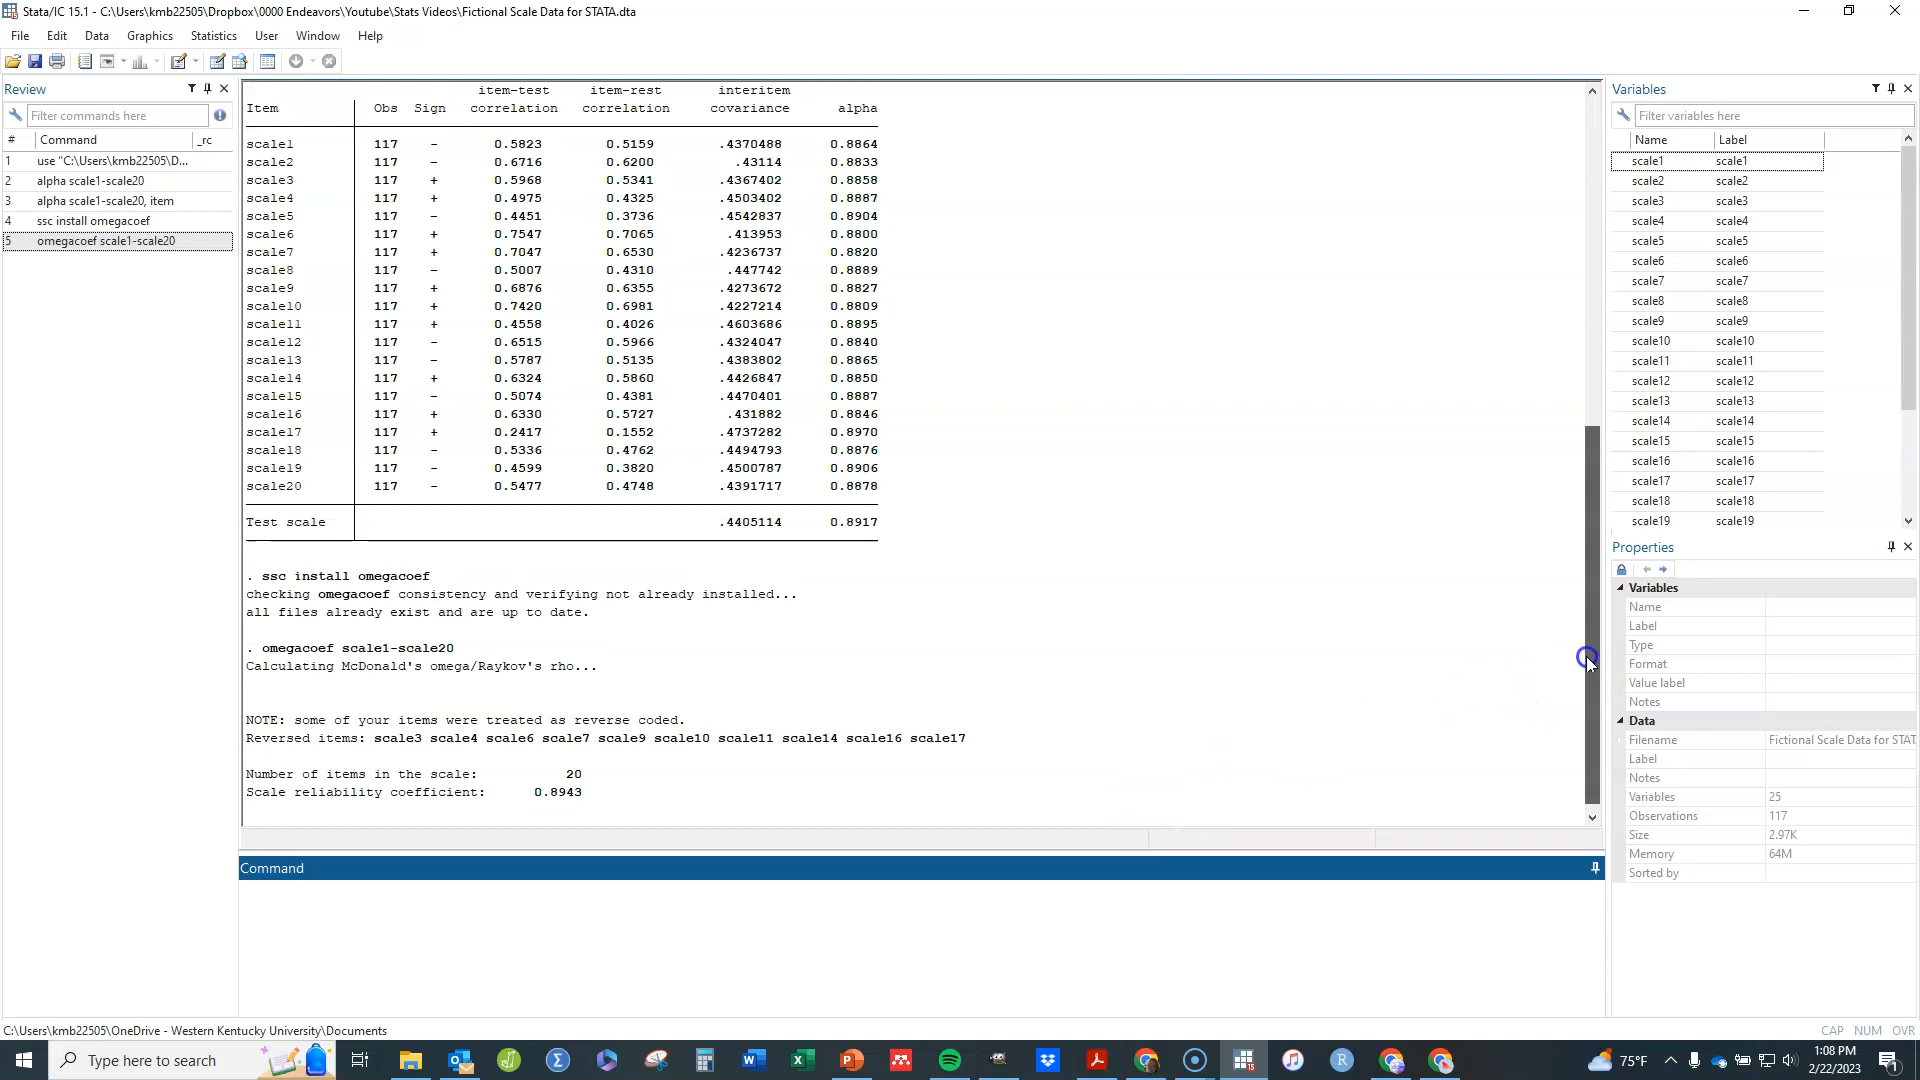 Stata/IC 15.1 - C:\Users\kmb22505\Dropbox\0000 Endeavors\Youtube\Stats Videos\Fictional Scale Data for STATA.dta
File Edit Data Graphics Statistics User Window Help
Review
Filter commands here
# Command _rc
1 use "C:\Users\kmb22505\D...
2 alpha scale1-scale20
3 alpha scale1-scale20, item
4 ssc install omegacoef
5 omegacoef scale1-scale20
item-test item-rest interitem
Item Obs Sign correlation correlation covariance alpha
scale1 117 - 0.5823 0.5159 .4370488 0.8864
scale2 117 - 0.6716 0.6200 .43114 0.8833
scale3 117 + 0.5968 0.5341 .4367402 0.8858
scale4 117 + 0.4975 0.4325 .4503402 0.8887
scale5 117 - 0.4451 0.3736 .4542837 0.8904
scale6 117 + 0.7547 0.7065 .413953 0.8800
scale7 117 + 0.7047 0.6530 .4236737 0.8820
scale8 117 - 0.5007 0.4310 .447742 0.8889
scale9 117 + 0.6876 0.6355 .4273672 0.8827
scale10 117 + 0.7420 0.6981 .4227214 0.8809
scale11 117 + 0.4558 0.4026 .4603686 0.8895
scale12 117 - 0.6515 0.5966 .4324047 0.8840
scale13 117 - 0.5787 0.5135 .4383802 0.8865
scale14 117 + 0.6324 0.5860 .4426847 0.8850
scale15 117 - 0.5074 0.4381 .4470401 0.8887
scale16 117 + 0.6330 0.5727 .431882 0.8846
scale17 117 + 0.2417 0.1552 .4737282 0.8970
scale18 117 - 0.5336 0.4762 .4494793 0.8876
scale19 117 - 0.4599 0.3820 .4500787 0.8906
scale20 117 - 0.5477 0.4748 .4391717 0.8878
Test scale .4405114 0.8917
. ssc install omegacoef
checking omegacoef consistency and verifying not already installed...
all files already exist and are up to date.
. omegacoef scale1-scale20
Calculating McDonald's omega/Raykov's rho...
NOTE: some of your items were treated as reverse coded.
Reversed items: scale3 scale4 scale6 scale7 scale9 scale10 scale11 scale14 scale16 scale17
Number of items in the scale: 20
Scale reliability coefficient: 0.8943
Command
Variables
Filter variables here
Name Label
scale1 scale1
scale2 scale2
scale3 scale3
scale4 scale4
scale5 scale5
scale6 scale6
scale7 scale7
scale8 scale8
scale9 scale9
scale10 scale10
scale11 scale11
scale12 scale12
scale13 scale13
scale14 scale14
scale15 scale15
scale16 scale16
scale17 scale17
scale18 scale18
scale19 scale19
Properties
Variables
Name
Label
Type
Format
Value label
Notes
Data
Filename Fictional Scale Data for STAT
Label
Notes
Variables 25
Observations 117
Size 2.97K
Memory 64M
Sorted by
C:\Users\kmb22505\OneDrive - Western Kentucky University\Documents
CAP NUM OVR
Type here to search
75°F
1:08 PM
2/22/2023